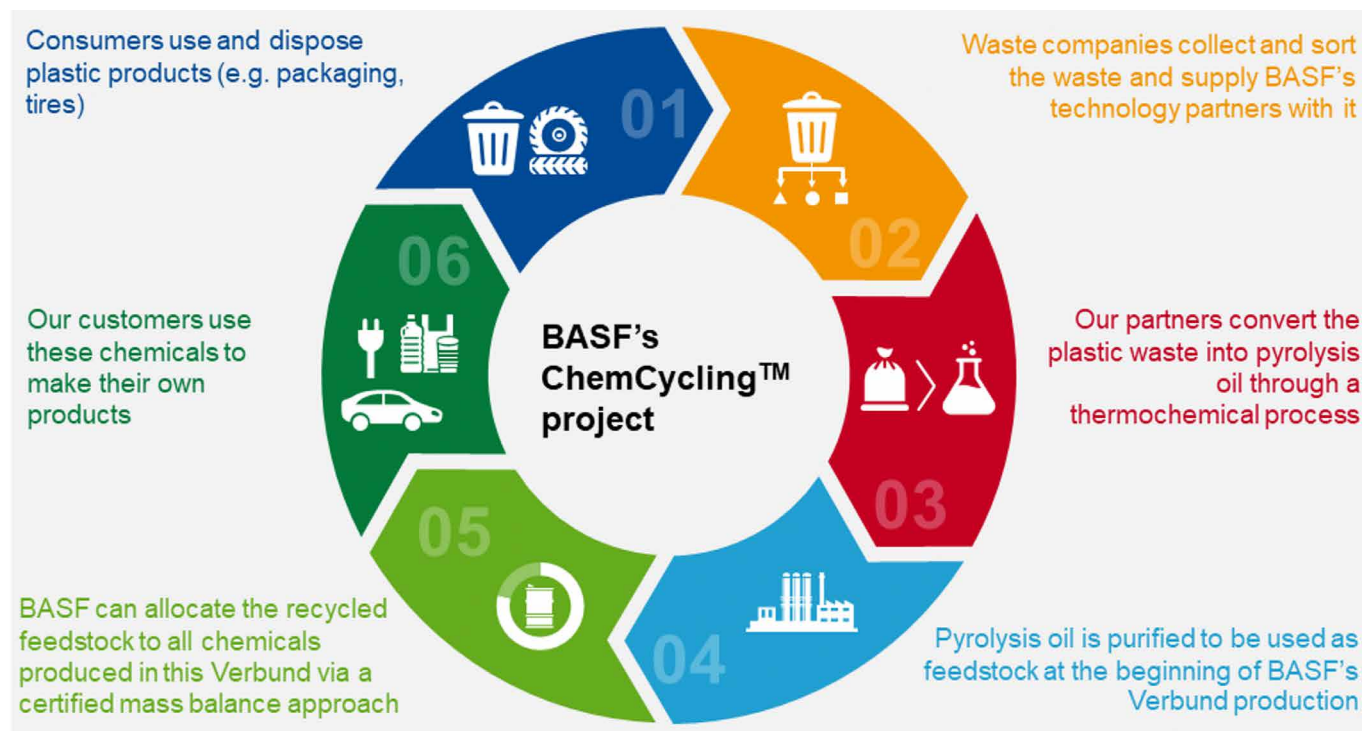 Consumers use and dispose
plastic products (e.g. packaging,
tires)
01
Waste companies collect and sort
the waste and supply BASF's
technology partners with it
02
Our partners convert the
plastic waste into pyrolysis
oil through a
thermochemical process
03
Pyrolysis oil is purified to be used as
feedstock at the beginning of BASF's
Verbund production
04
BASF can allocate the recycled
feedstock to all chemicals
produced in this Verbund via a
certified mass balance approach
05
Our customers use
these chemicals to
make their own
products
06
BASF's
ChemCycling™
project